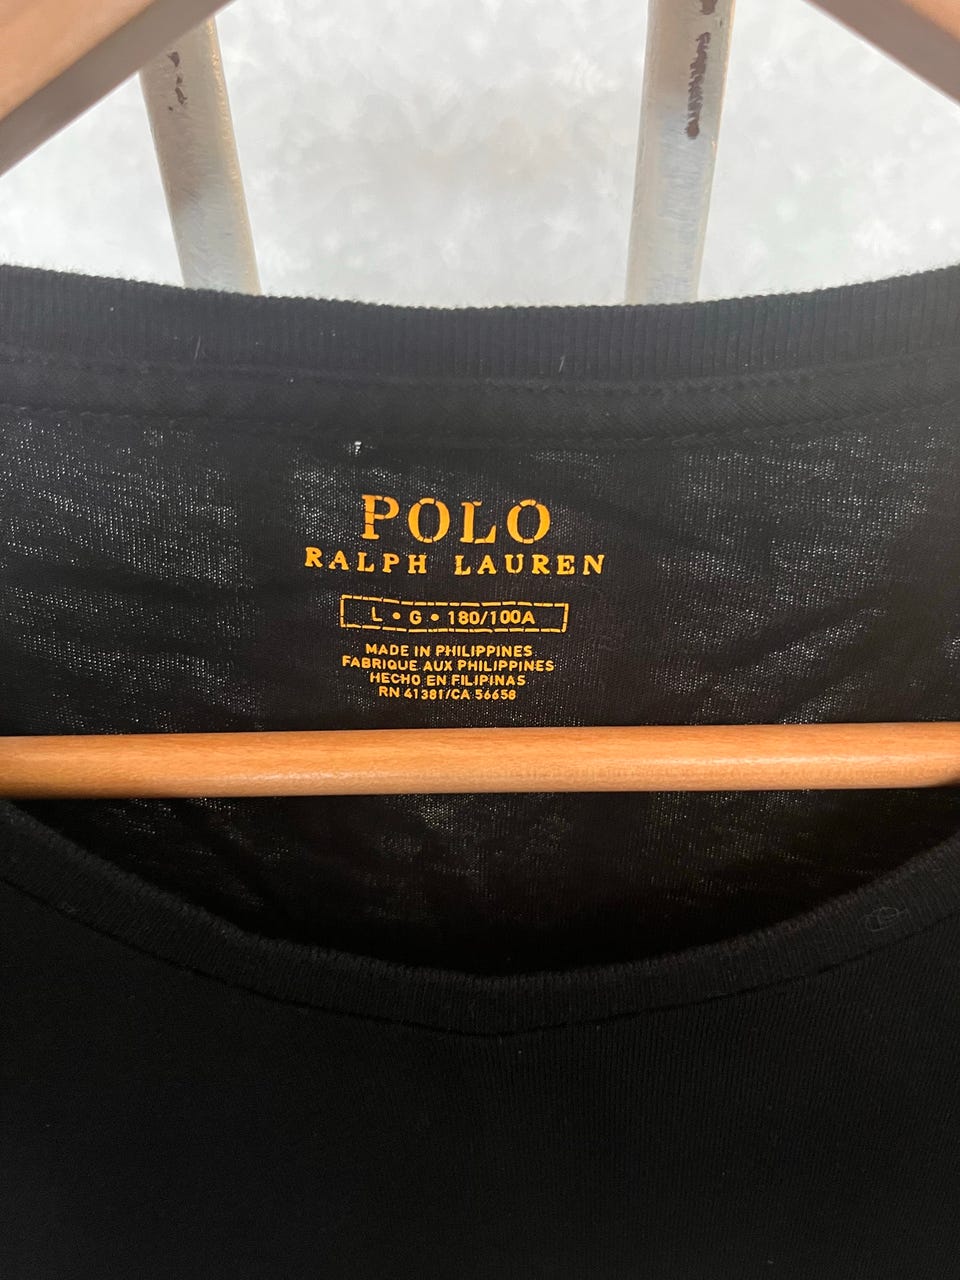 POLO
RALPH LAUREN
L • G • 180/100A
MADE IN PHILIPPINES
FABRIQUE AUX PHILIPPINES
HECHO EN FILIPINAS
RN 41381/CA 56658